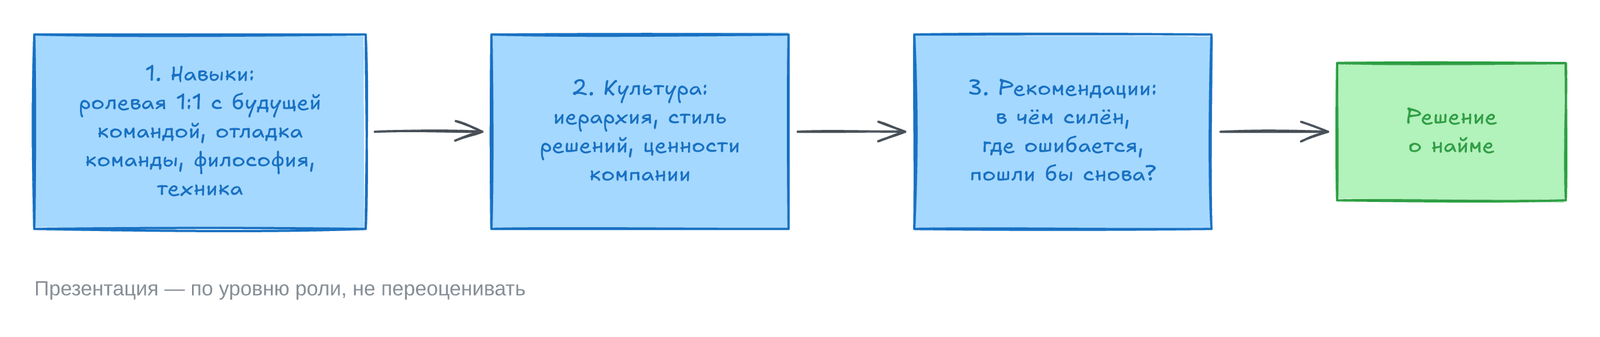 1. Навыки:
ролевая 1:1 с будущей
командой, отладка
команды, философия,
техника
2. Культура:
иерархия, стиль
решений, ценности
компании
3. Рекомендации:
в чём силён,
где ошибается,
пошли бы снова?
Решение
о найме
Презентация — по уровню роли, не переоценивать